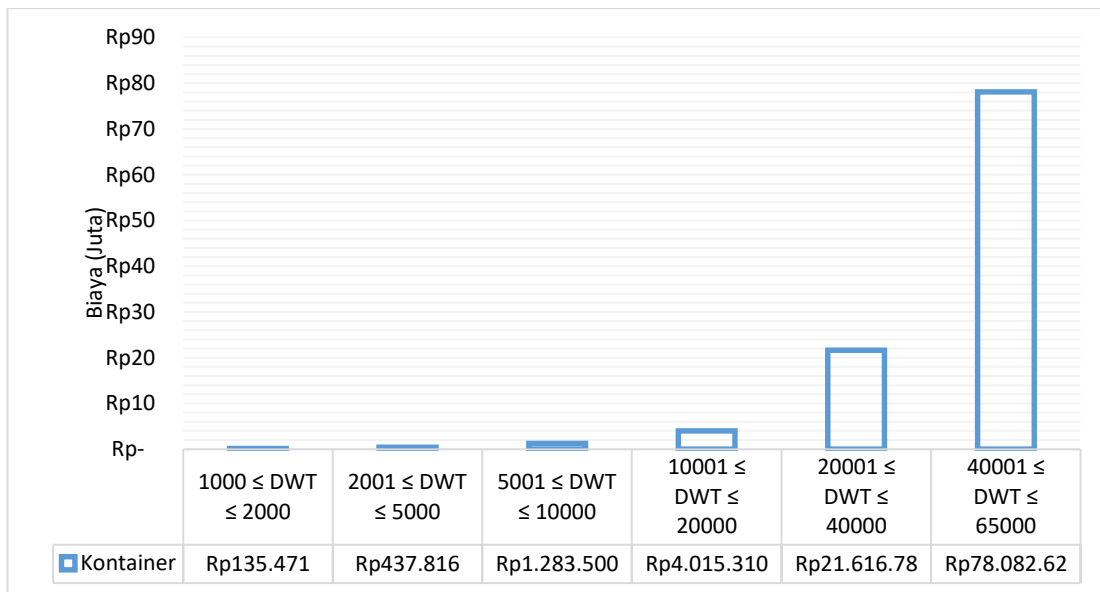 Rp90
Rp80
Rp70
Rp60
Rp50
Rp40
Rp30
Rp20
Rp10
Rp-
Biaya (Juta)
1000 ≤ DWT
≤ 2000
2001 ≤ DWT
≤ 5000
5001 ≤ DWT
≤ 10000
10001 ≤
DWT ≤
20000
20001 ≤
DWT ≤
40000
40001 ≤
DWT ≤
65000
Kontainer Rp135.471 Rp437.816 Rp1.283.500 Rp4.015.310 Rp21.616.78 Rp78.082.62